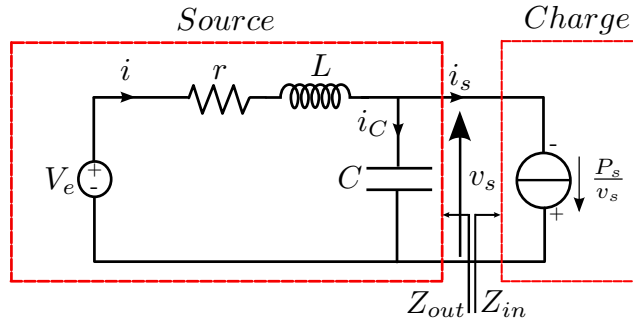 Source
Charge
i
r
L
i_s
i_C
V_e
+
-
C
v_s
-
+
P_s
v_s
Z_out
Z_in